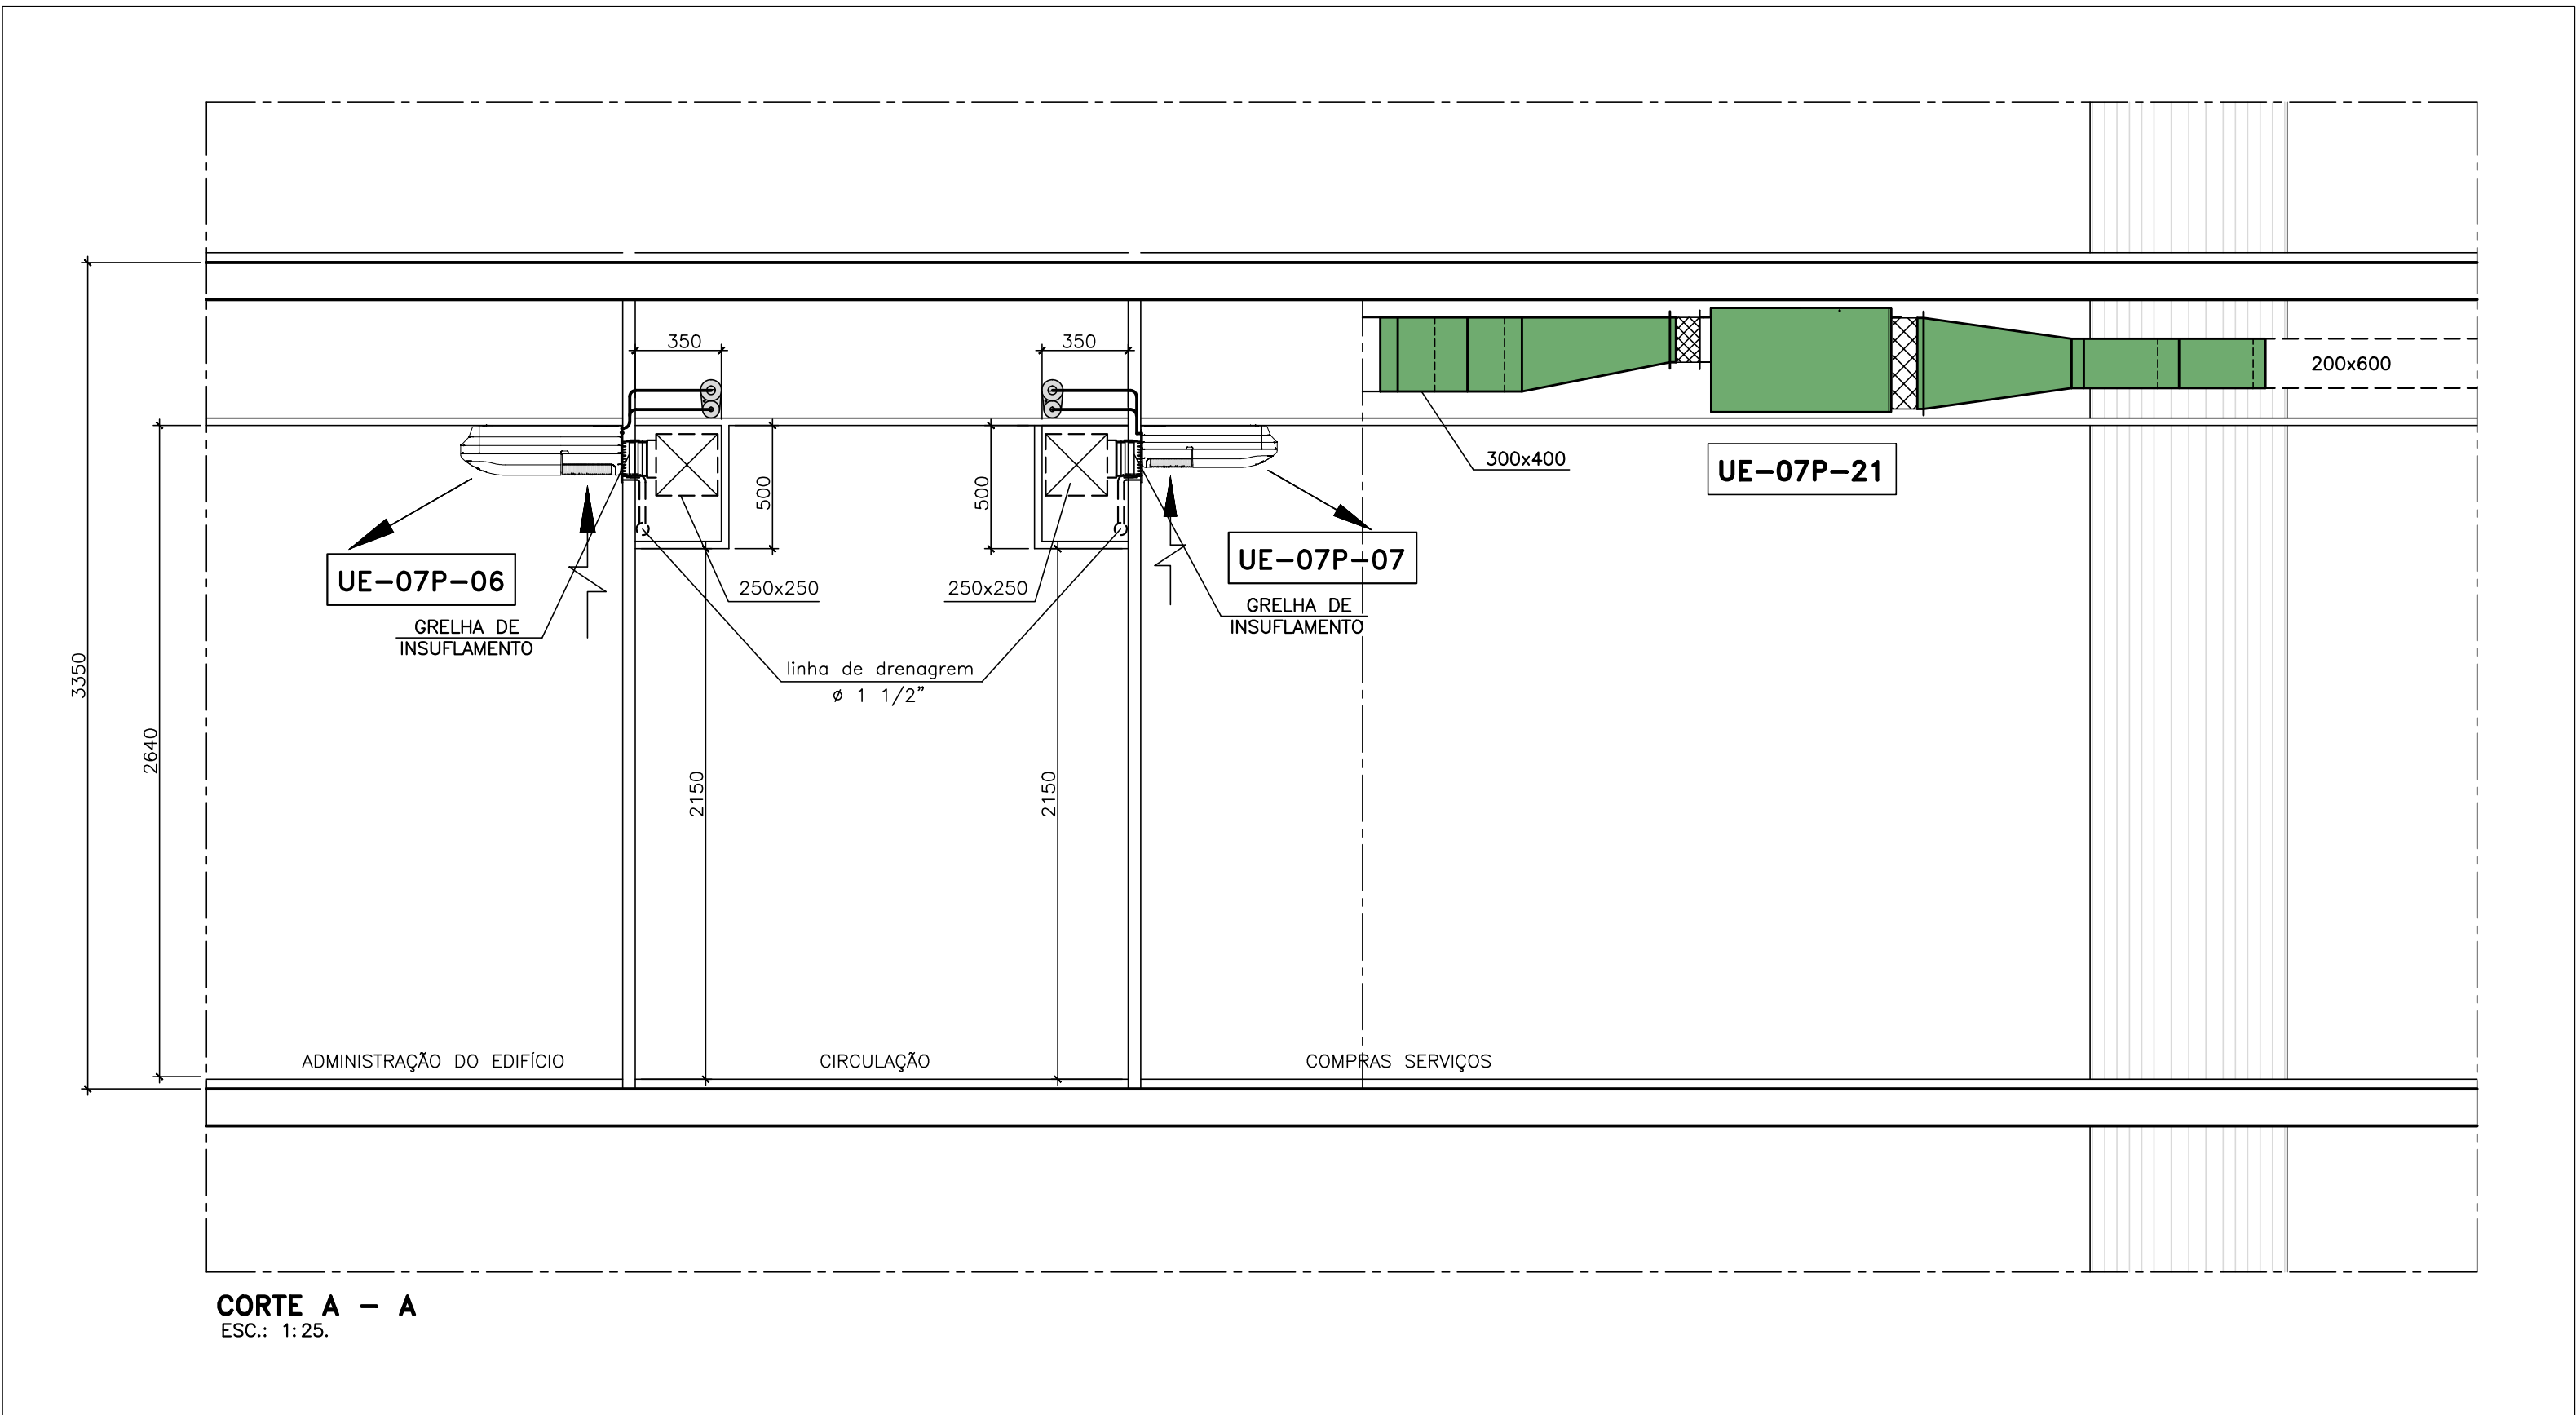 350
350
200x600
300x400
UE-07P-21
500
500
UE-07P-06
UE-07P-07
250x250
250x250
GRELHA DE
INSUFLAMENTO
GRELHA DE
INSUFLAMENTO
linha de drenagrem
ø 1 1/2"
3350
2640
2150
2150
ADMINISTRAÇÃO DO EDIFÍCIO
CIRCULAÇÃO
COMPRAS SERVIÇOS
CORTE A - A
ESC.: 1:25.